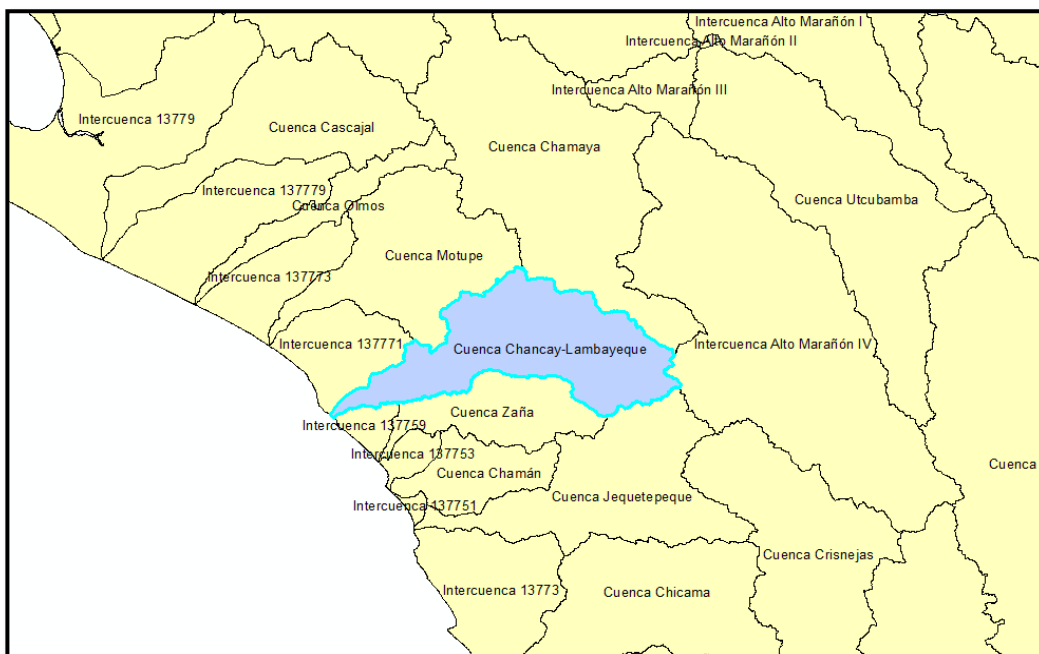 Intercuenca Alto Marañón I
Intercuenca Alto Marañón II
Intercuenca Alto Marañón III
Intercuenca 13779
Cuenca Cascajal
Cuenca Chamaya
Intercuenca 137779
Cuenca Utcubamba
Cuenca Olmos
Cuenca Motupe
Intercuenca 137773
Intercuenca 137771
Cuenca Chancay-Lambayeque
Intercuenca Alto Marañón IV
Cuenca Zaña
Intercuenca 137759
Intercuenca 137753
Cuenca Chamán
Cuenca
Cuenca Jequetepeque
Intercuenca 137751
Cuenca Crisnejas
Intercuenca 13773
Cuenca Chicama